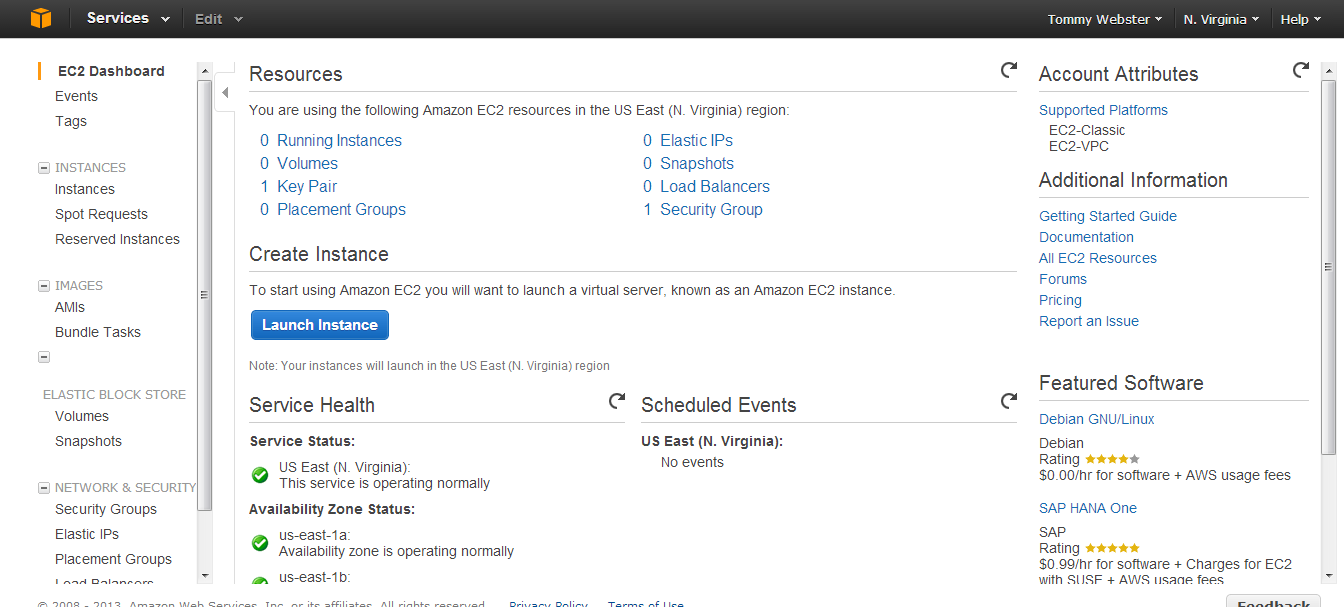 Services Edit Tommy Webster N. Virginia Help
EC2 Dashboard
Events
Tags
INSTANCES
Instances
Spot Requests
Reserved Instances
IMAGES
AMIs
Bundle Tasks
ELASTIC BLOCK STORE
Volumes
Snapshots
NETWORK & SECURITY
Security Groups
Elastic IPs
Placement Groups
Load Balancers
Resources
You are using the following Amazon EC2 resources in the US East (N. Virginia) region:
0 Running Instances
0 Volumes
1 Key Pair
0 Placement Groups
0 Elastic IPs
0 Snapshots
0 Load Balancers
1 Security Group
Create Instance
To start using Amazon EC2 you will want to launch a virtual server, known as an Amazon EC2 instance.
Launch Instance
Note: Your instances will launch in the US East (N. Virginia) region
Service Health
Service Status:
US East (N. Virginia):
This service is operating normally
Availability Zone Status:
us-east-1a:
Availability zone is operating normally
us-east-1b:
Scheduled Events
US East (N. Virginia):
No events
Account Attributes
Supported Platforms
EC2-Classic
EC2-VPC
Additional Information
Getting Started Guide
Documentation
All EC2 Resources
Forums
Pricing
Report an Issue
Featured Software
Debian GNU/Linux
Debian
Rating
$0.00/hr for software + AWS usage fees
SAP HANA One
SAP
Rating
$0.99/hr for software + Charges for EC2
with SUSE + AWS usage fees
© 2008 - 2013, Amazon Web Services, Inc. or its affiliates. All rights reserved. Privacy Policy Terms of Use
Feedback